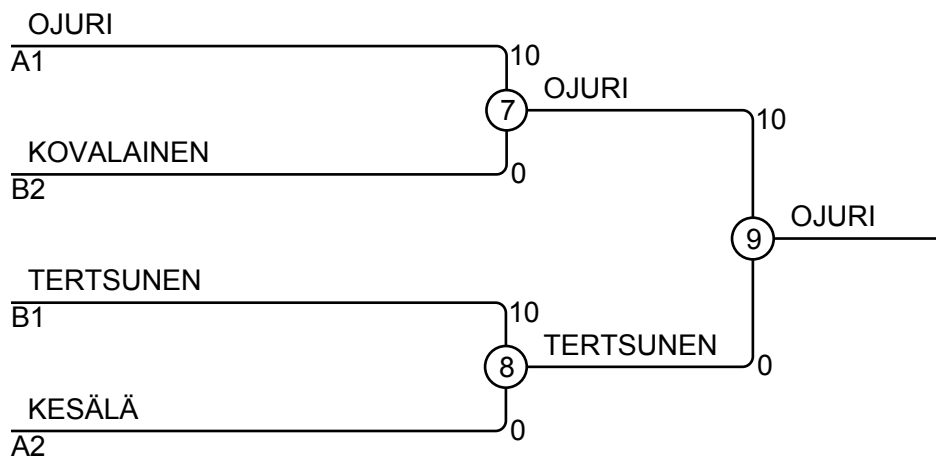 OJURI
A1
10
7
OJURI
10
KOVALAINEN
B2
0
9
OJURI
TERTSUNEN
B1
10
8
TERTSUNEN
0
KESÄLÄ
A2
0